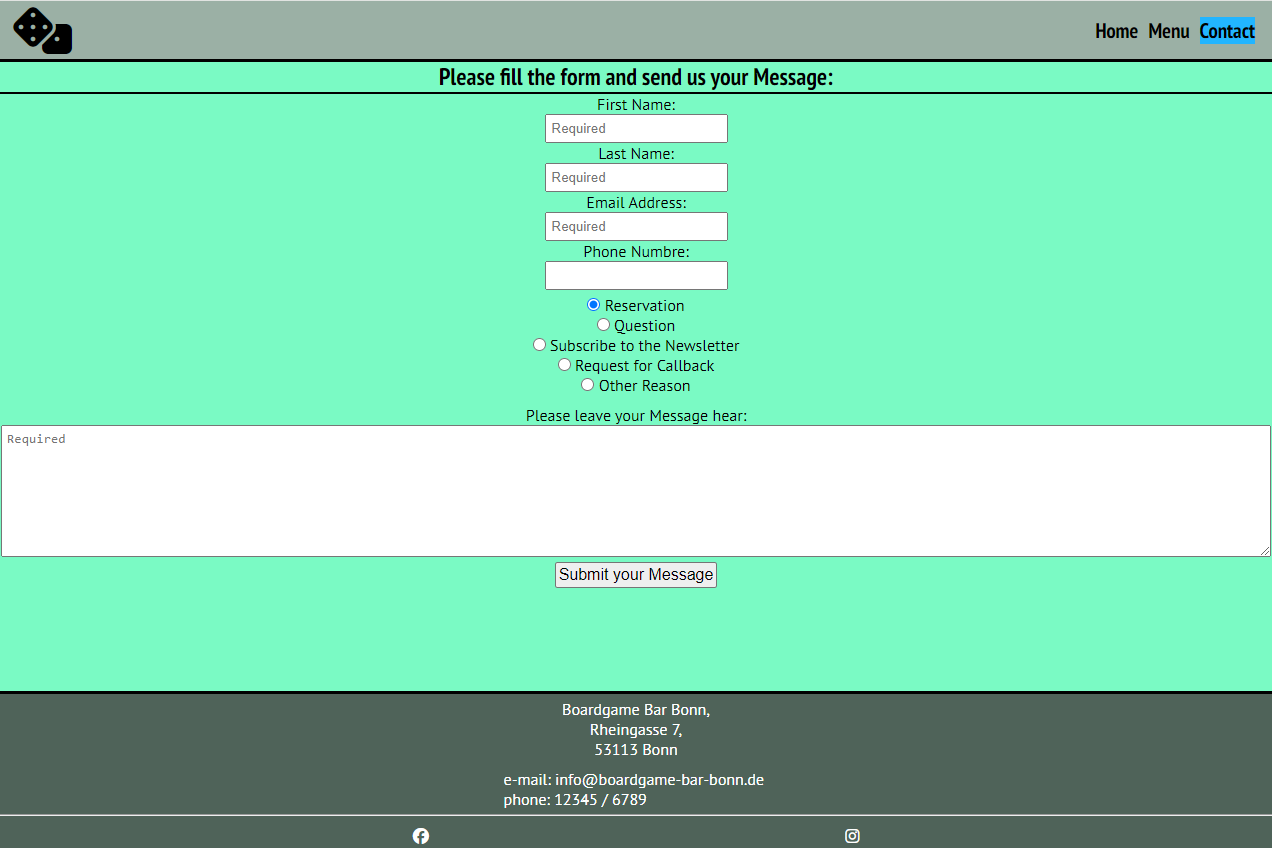 Home Menu Contact
Please fill the form and send us your Message:
First Name:
Required
Last Name:
Required
Email Address:
Required
Phone Numbre:
Reservation
Question
Subscribe to the Newsletter
Request for Callback
Other Reason
Please leave your Message hear:
Required
Submit your Message
Boardgame Bar Bonn,
Rheingasse 7,
53113 Bonn
e-mail: info@boardgame-bar-bonn.de
phone: 12345 / 6789